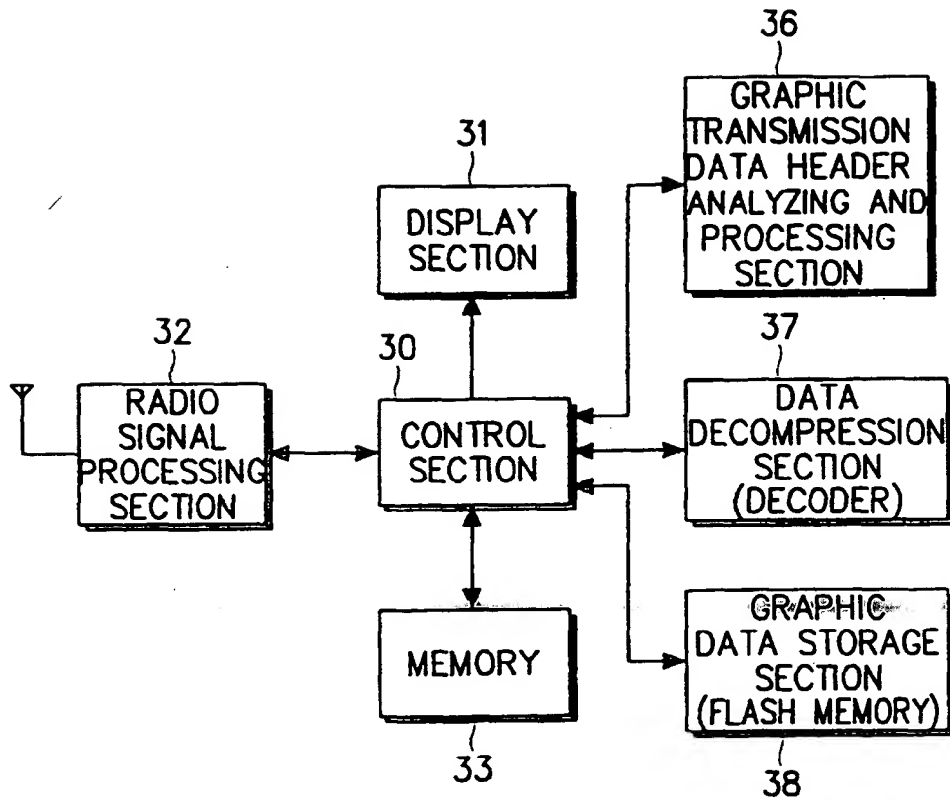 36
GRAPHIC
TRANSMISSION
DATA HEADER
ANALYZING AND
PROCESSING
SECTION
31
DISPLAY
SECTION
32
RADIO
SIGNAL
PROCESSING
SECTION
30
CONTROL
SECTION
37
DATA
DECOMPRESSION
SECTION
(DECODER)
MEMORY
33
GRAPHIC
DATA STORAGE
SECTION
(FLASH MEMORY)
38